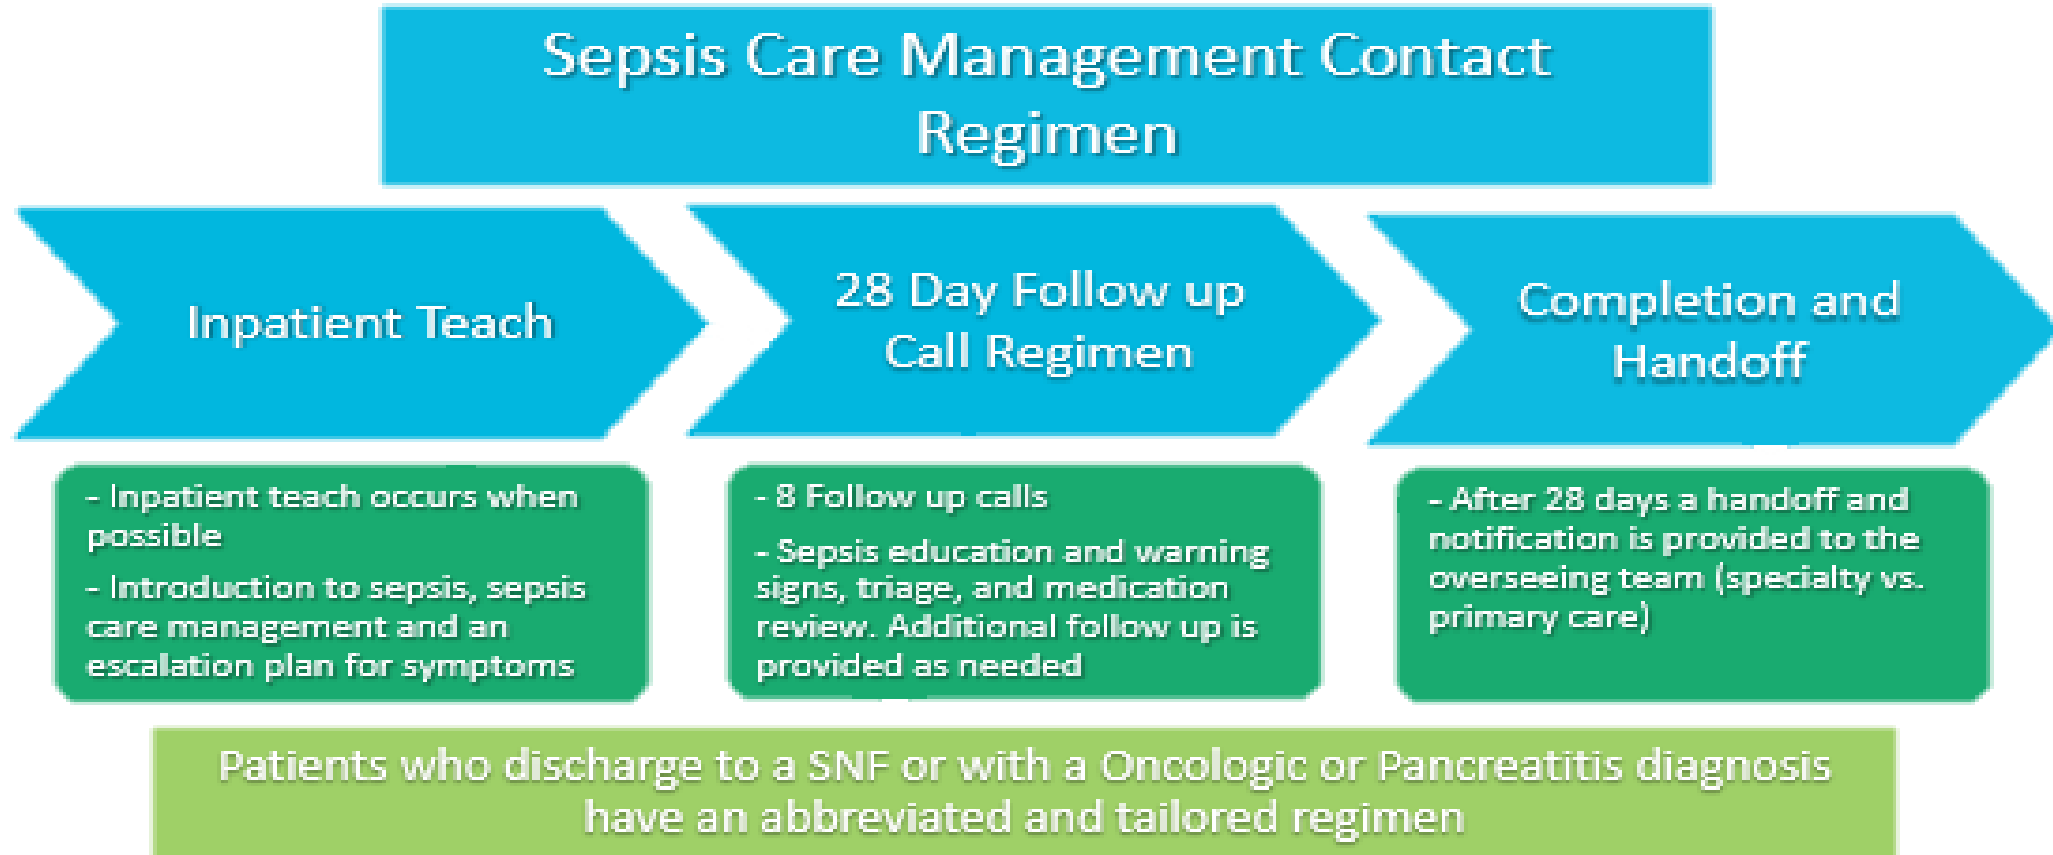 Sepsis Care Management Contact
Regimen
Inpatient Teach
28 Day Follow up
Call Regimen
Completion and
Handoff
- Inpatient teach occurs when
possible
- Introduction to sepsis, sepsis
care management and an
escalation plan for symptoms
- 8 Follow up calls
- Sepsis education and warning
signs, triage, and medication
review. Additional follow up is
provided as needed
- After 28 days a handoff and
notification is provided to the
overseeing team (specialty vs.
primary care)
Patients who discharge to a SNF or with a Oncologic or Pancreatitis diagnosis
have an abbreviated and tailored regimen